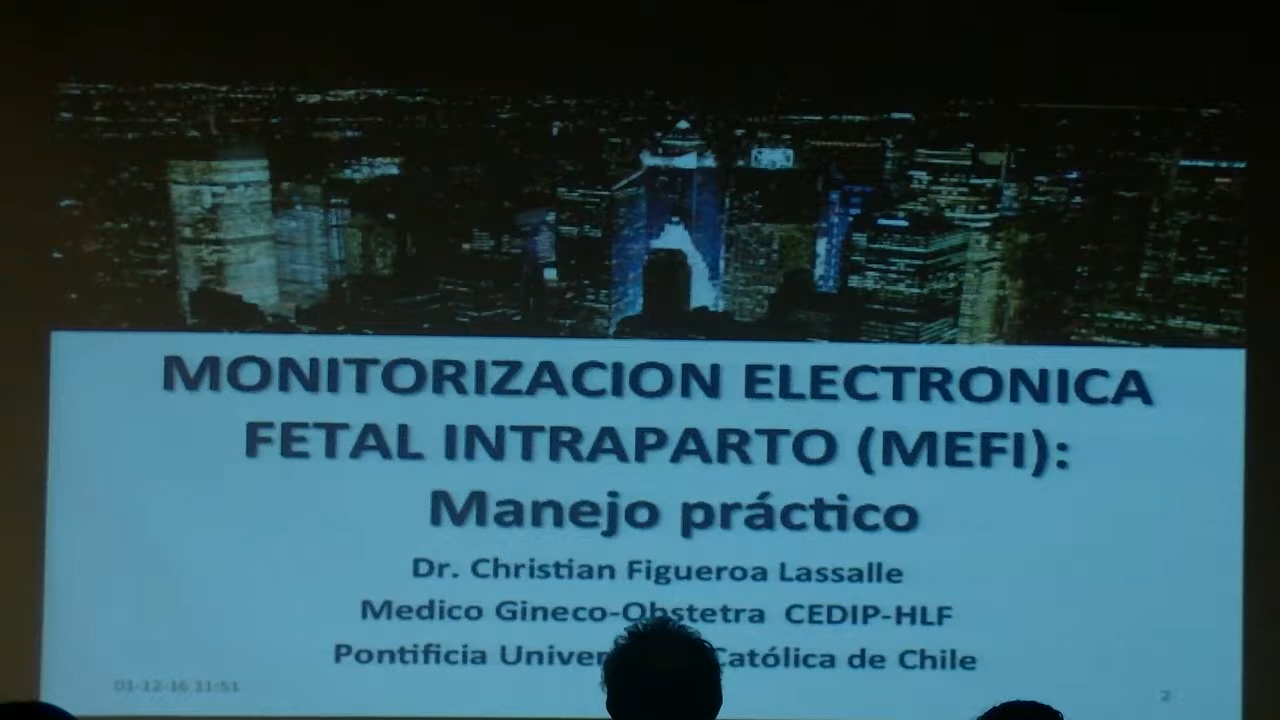 MONITORIZACION ELECTRONICA
FETAL INTRAPARTO (MEFI):
Manejo práctico
Dr. Christian Figueroa Lassalle
Medico Gineco-Obstetra CEDIP-HLF
Pontificia Católica de Chile
01-12-16 11:51
2